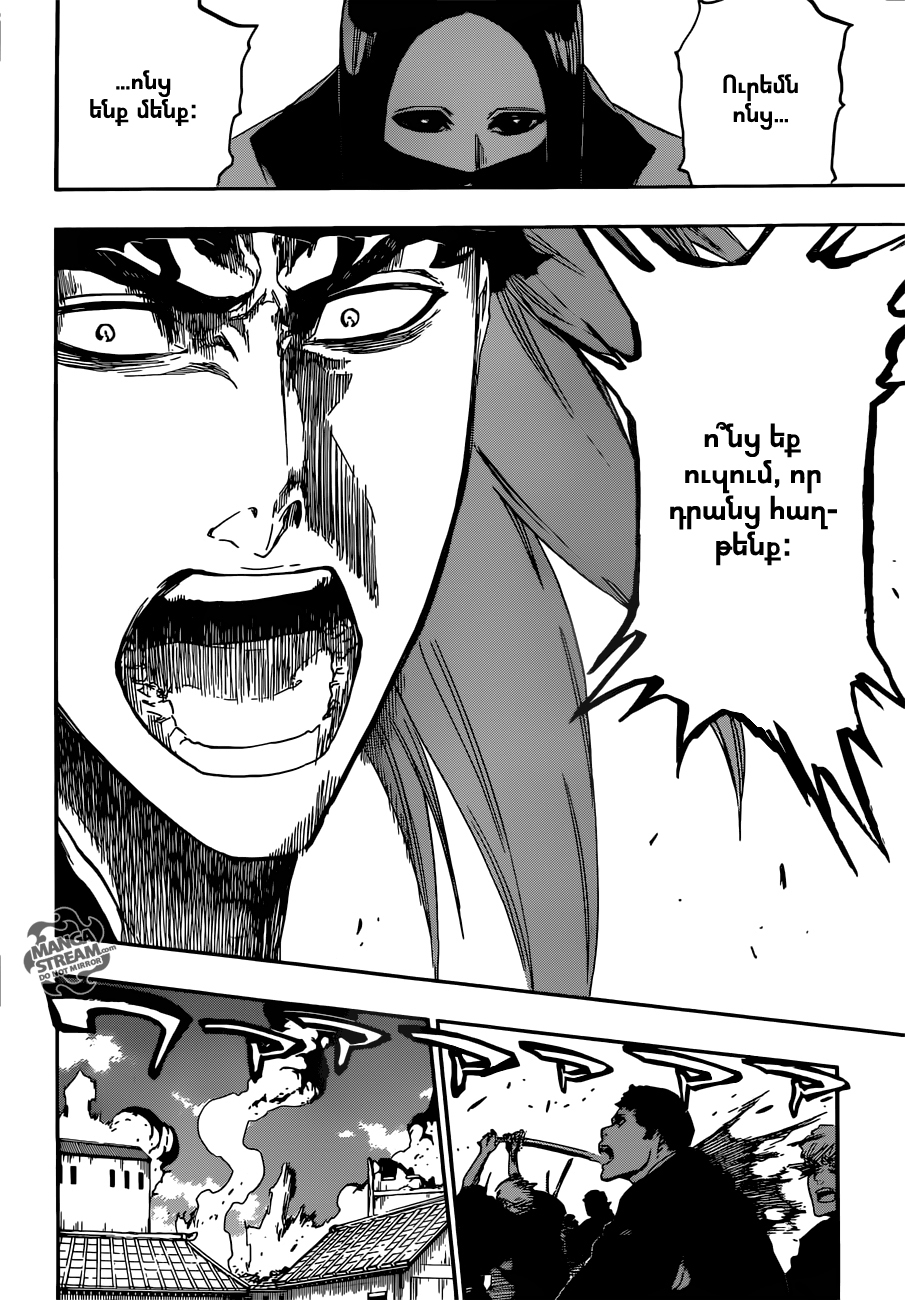 Ուրեմն
ոնց...
...ոնց
ենք մենք:
ո՞նց եք
ուզում, որ
դրանց հաղ-
թենք:
MANGA
STREAM.com
DO NOT MIRROR